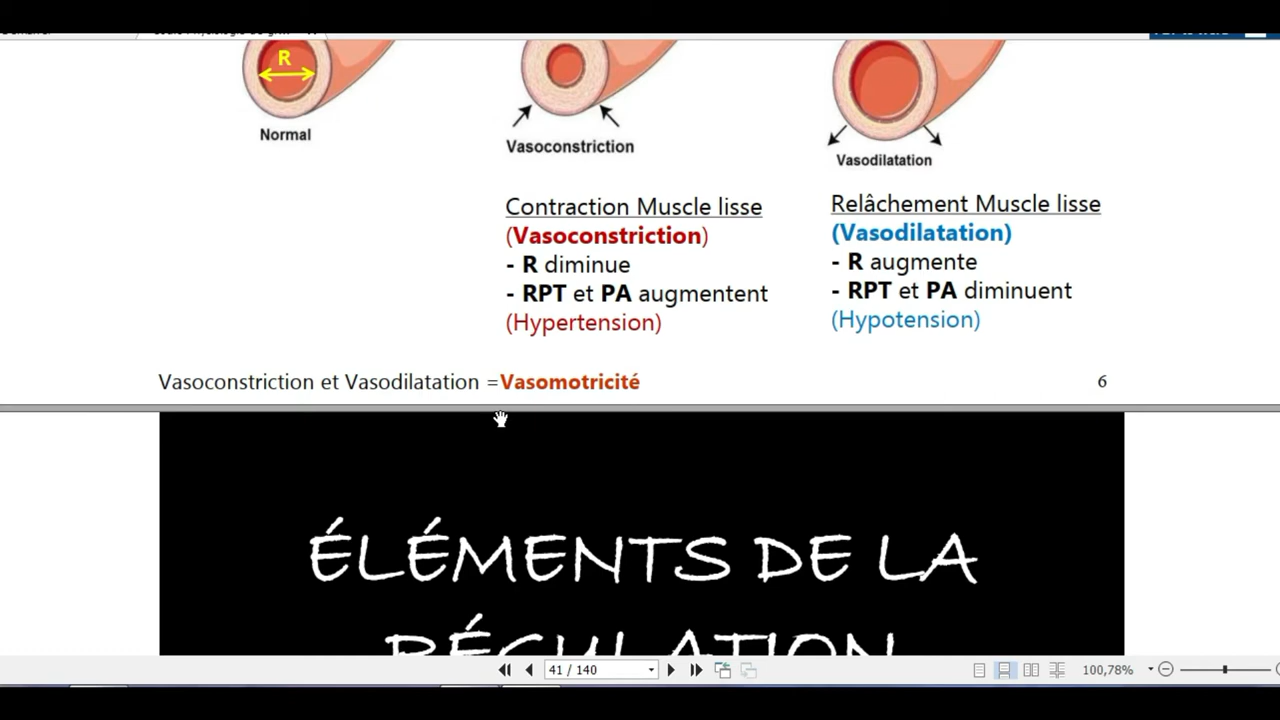 R
Normal
Vasoconstriction
Vasodilatation
Contraction Muscle lisse
(Vasoconstriction)
- R diminue
- RPT et PA augmentent
(Hypertension)
Relâchement Muscle lisse
(Vasodilatation)
- R augmente
- RPT et PA diminuent
(Hypotension)
Vasoconstriction et Vasodilatation =Vasomotricité
6
ÉLÉMENTS DE LA
RÉGULATION
41 / 140
100,78%